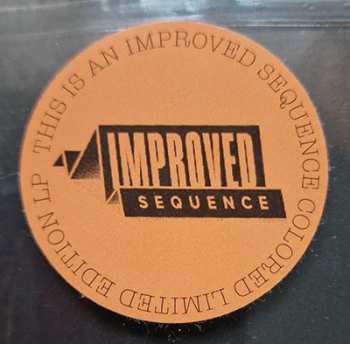 THIS IS AN IMPROVED SEQUENCE COLORED LIMITED EDITION LP
IMPROVED
SEQUENCE